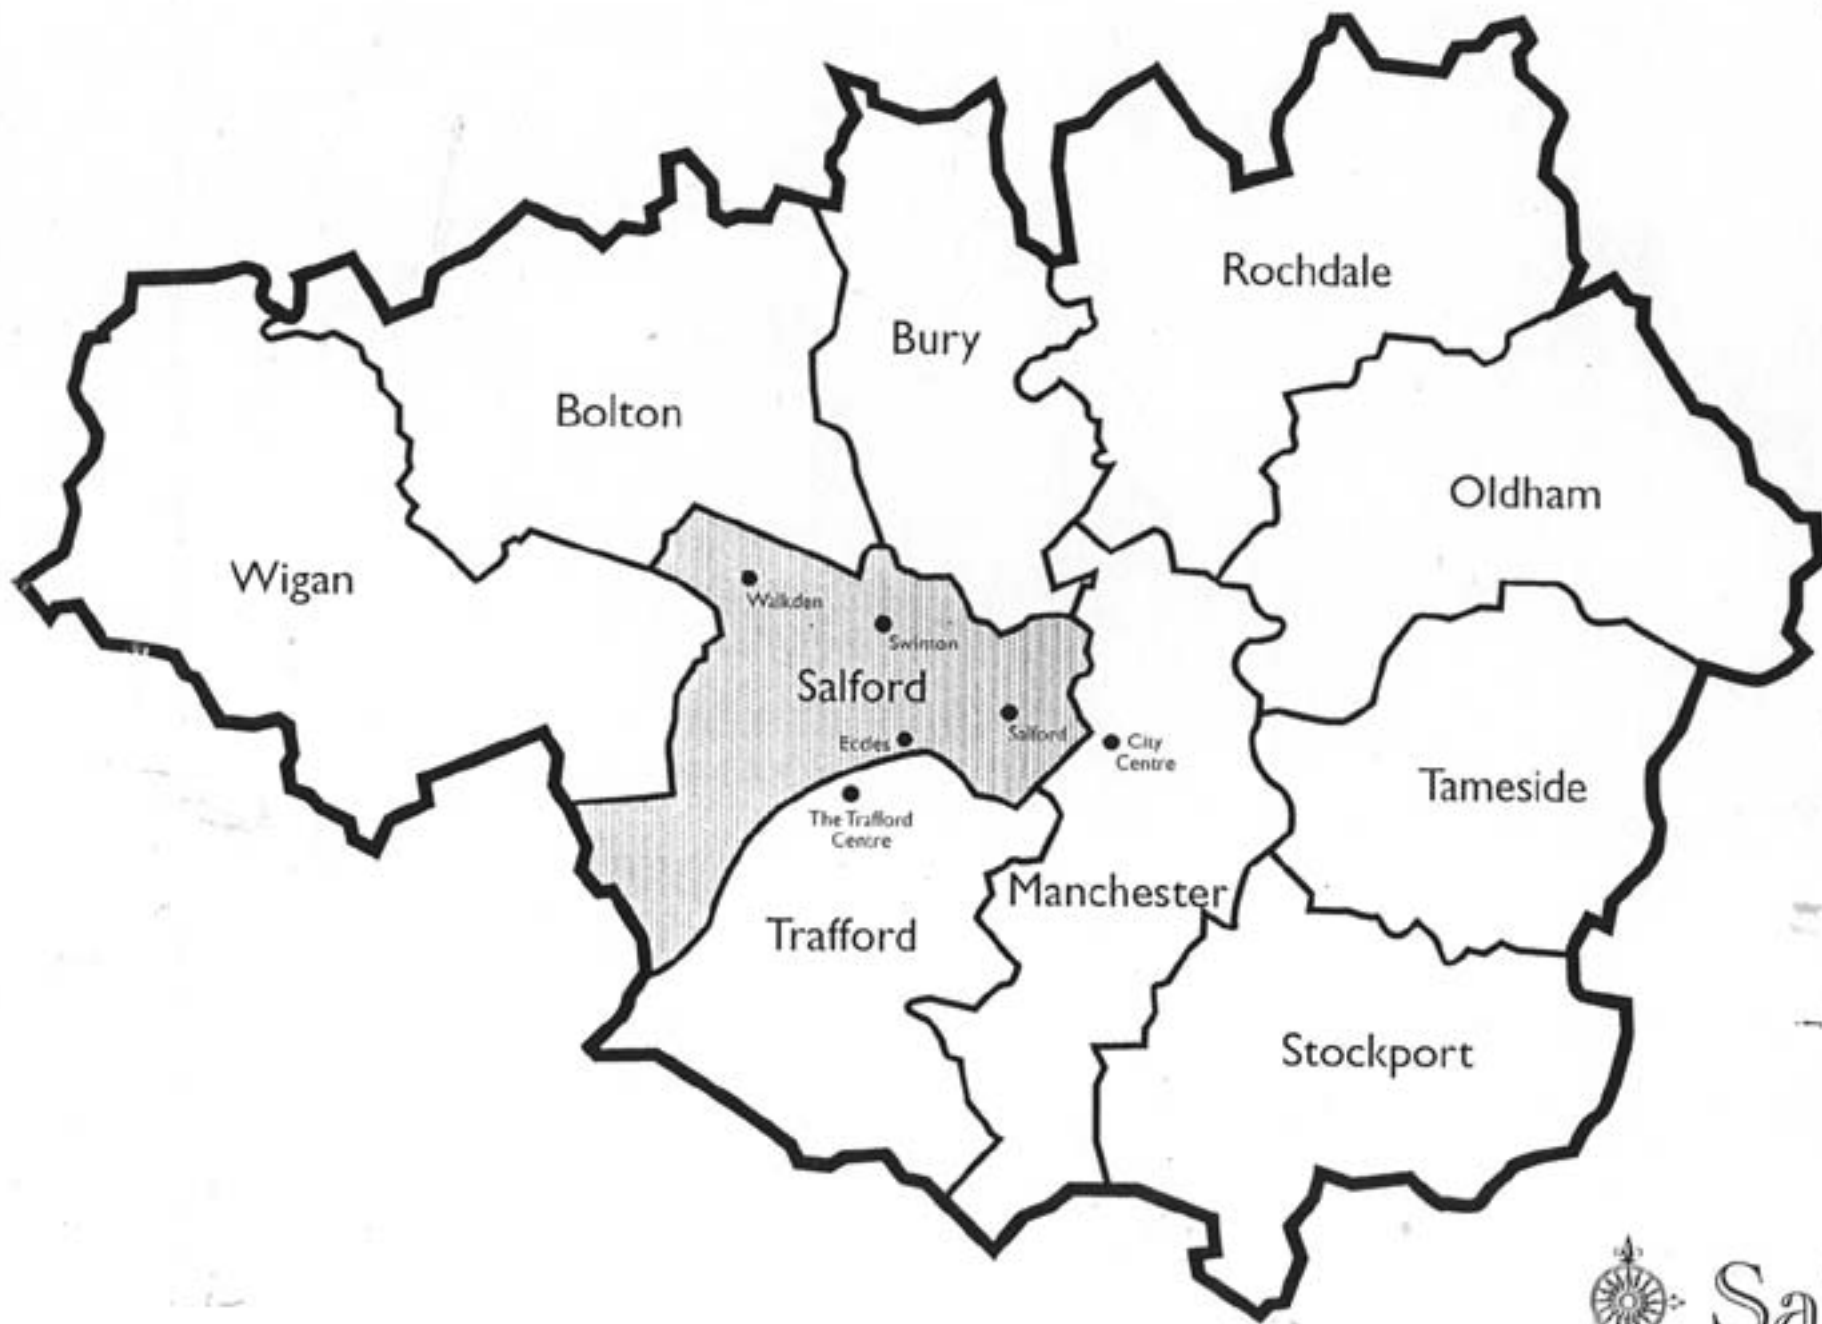 Rochdale
Bury
Bolton
Oldham
Wigan
Walkden
Swinton
Salford
Salford
Eccles
City
Centre
Tameside
The Trafford
Centre
Manchester
Trafford
Stockport
Sa